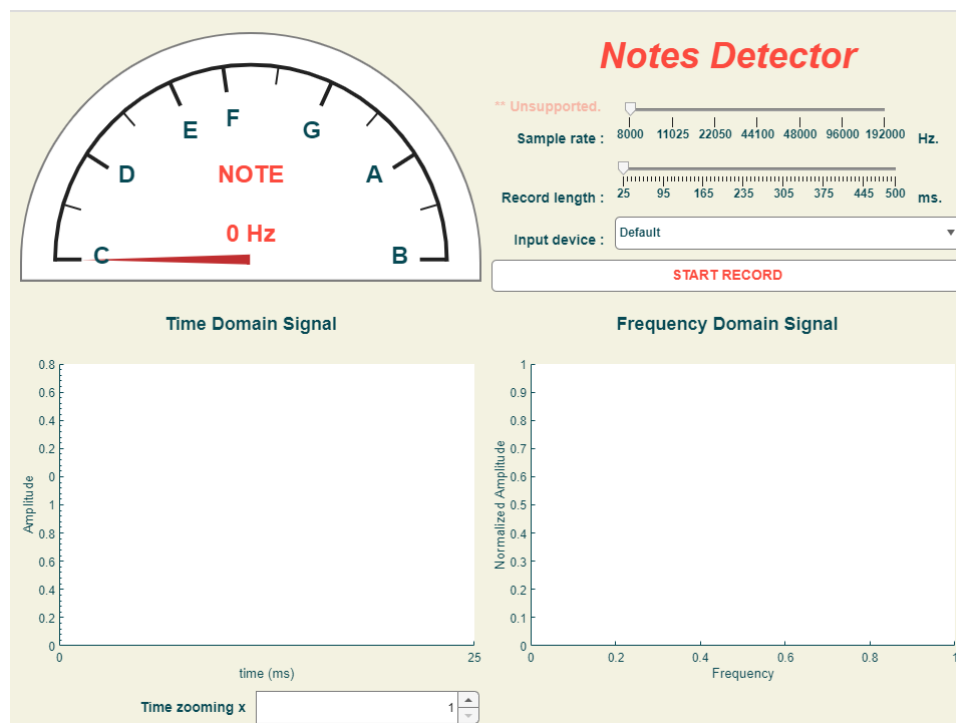 Notes Detector
F
E
G
D
NOTE
A
0 Hz
C
B
** Unsupported.
Sample rate :
8000 11025 22050 44100 48000 96000 192000
Hz.
Record length :
25 95 165 235 305 375 445 500
ms.
Input device :
Default
START RECORD
Time Domain Signal
0.8
0.6
0.4
0.2
0
1
0.8
0.6
0.4
0.2
0
Amplitude
0 25
time (ms)
Time zooming x
1
Frequency Domain Signal
1
0.9
0.8
0.7
0.6
0.5
0.4
0.3
0.2
0.1
0
Normalized Amplitude
0 0.2 0.4 0.6 0.8 1
Frequency